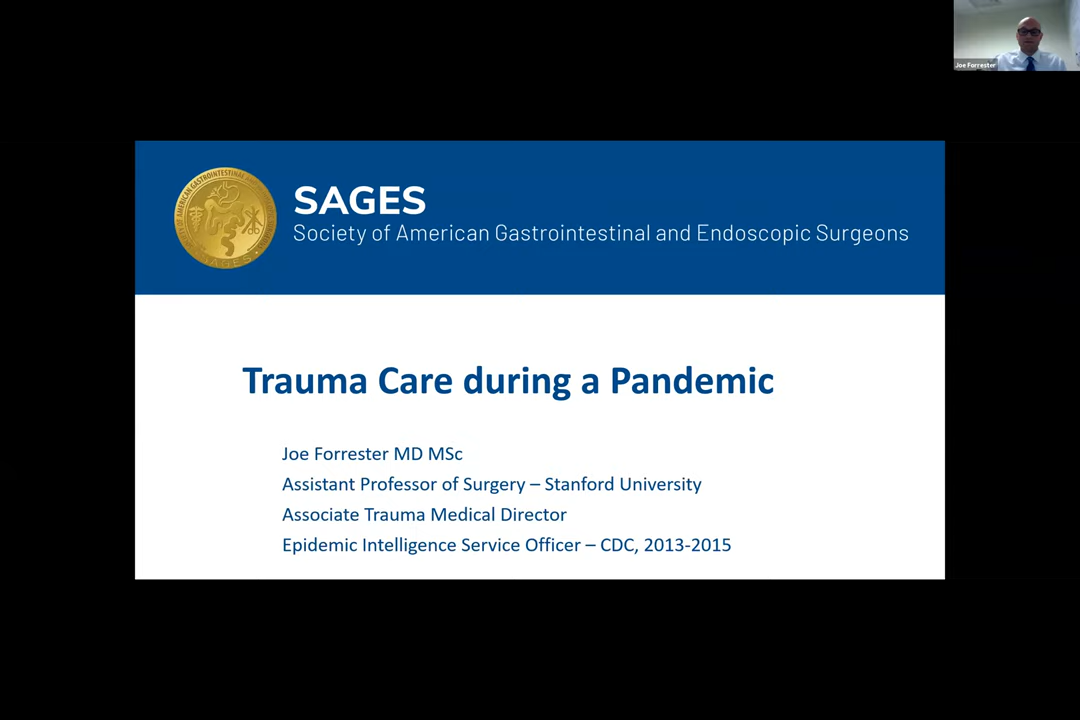 Joe Forrester
SAGES
Society of American Gastrointestinal and Endoscopic Surgeons
Trauma Care during a Pandemic
Joe Forrester MD MSc
Assistant Professor of Surgery – Stanford University
Associate Trauma Medical Director
Epidemic Intelligence Service Officer – CDC, 2013-2015